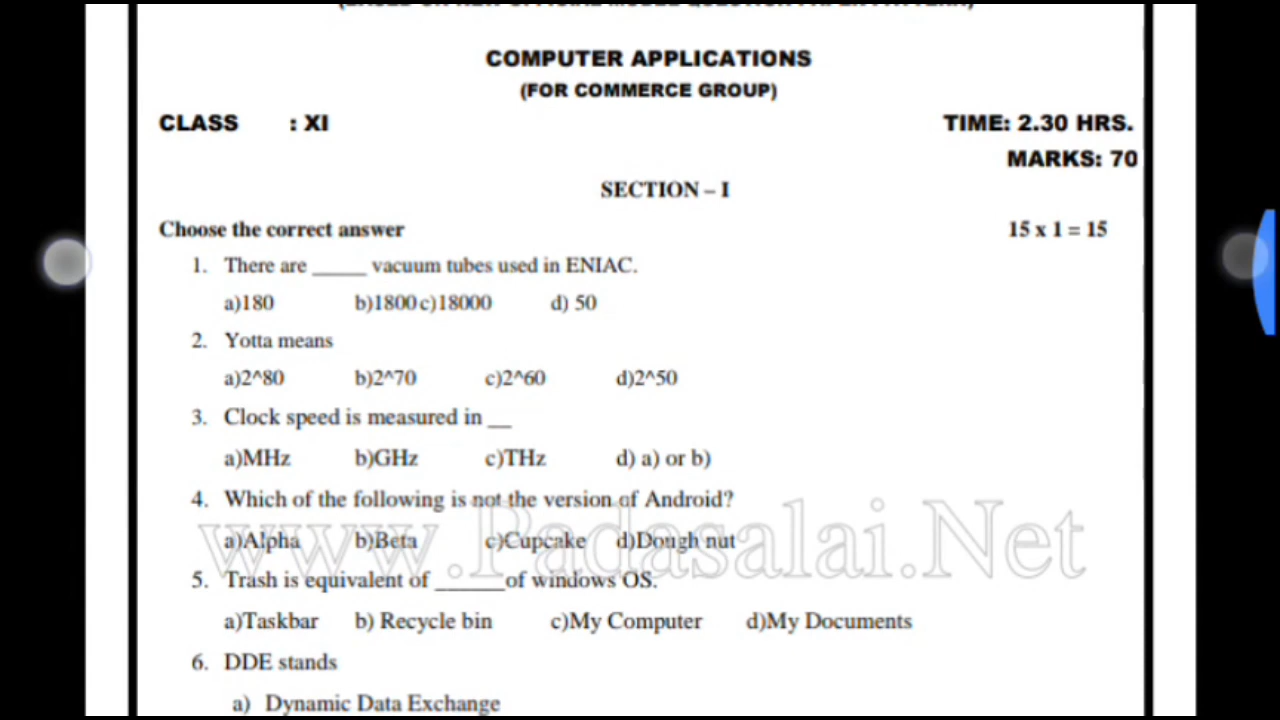 COMPUTER APPLICATIONS
(FOR COMMERCE GROUP)
CLASS : XI TIME: 2.30 HRS.
MARKS: 70
SECTION – I
Choose the correct answer 15 x 1 = 15
1. There are _____ vacuum tubes used in ENIAC.
a)180 b)1800 c)18000 d) 50
2. Yotta means
a)2^80 b)2^70 c)2^60 d)2^50
3. Clock speed is measured in __
a)MHz b)GHz c)THz d) a) or b)
4. Which of the following is not the version of Android?
www.Padasalai.Net
a)Alpha b)Beta c)Cupcake d)Dough nut
5. Trash is equivalent of ______of windows OS.
a)Taskbar b) Recycle bin c)My Computer d)My Documents
6. DDE stands
a) Dynamic Data Exchange